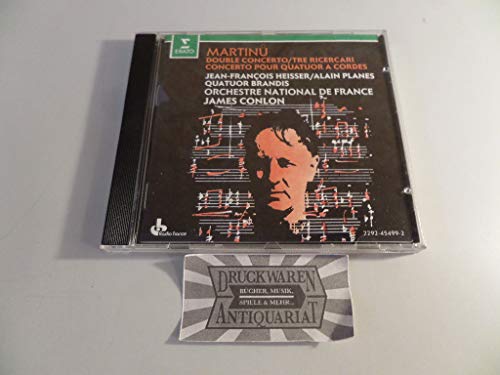 ERATO
MARTINŮ
DOUBLE CONCERTO/TRE RICERCARI
CONCERTO POUR QUATUOR A CORDES
JEAN-FRANÇOIS HEISSER/ALAIN PLANES
QUATUOR BRANDIS
ORCHESTRE NATIONAL DE FRANCE
JAMES CONLON
radio france
2292-45499-2
DRUCKWAREN
BÜCHER, MUSIK,
SPIELE & MEHR...
ANTIQUARIAT